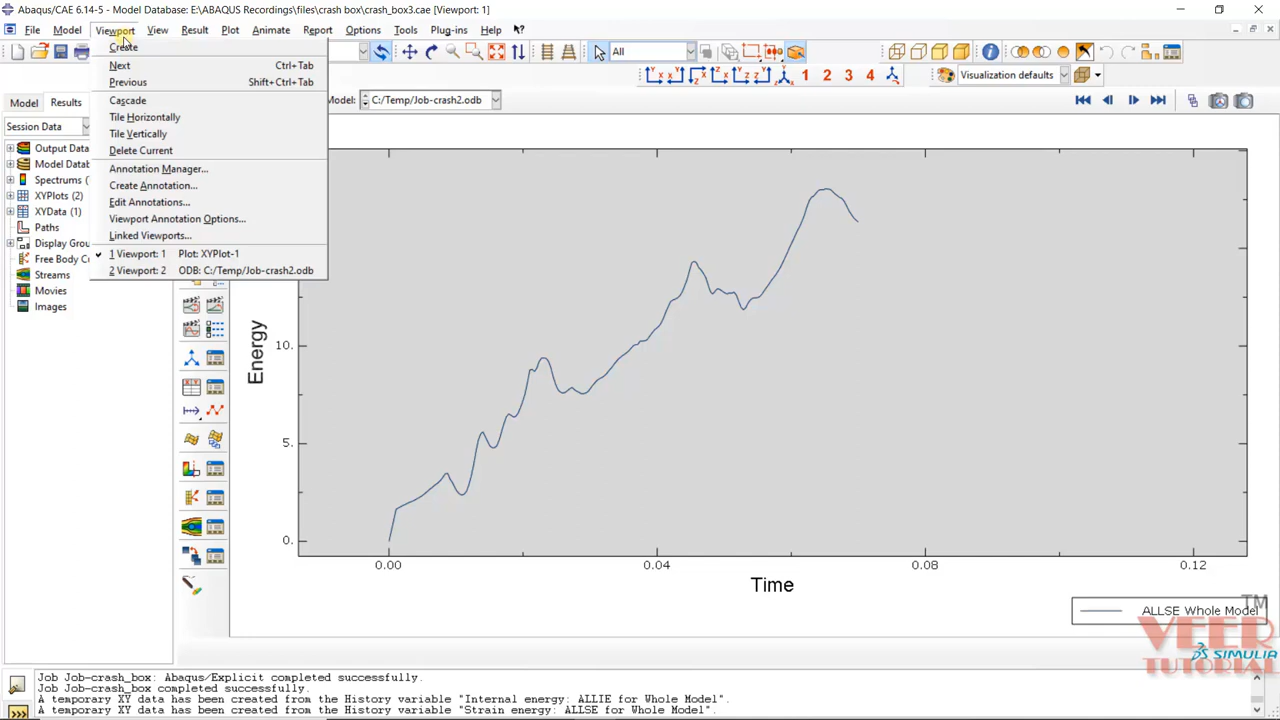 Abaqus/CAE 6.14-5 - Model Database: E:\ABAQUS Recordings\files\crash box\crash_box3.cae [Viewport: 1]
File Model Viewport View Result Plot Animate Report Options Tools Plug-ins Help
Create
All
Next Ctrl+Tab
Previous Shift+Ctrl+Tab
1 2 3 4
Visualization defaults
Model Results
Cascade
Model: C:/Temp/Job-crash2.odb
Tile Horizontally
Session Data
Tile Vertically
Output Data
Delete Current
Model Datab
Annotation Manager...
Spectrums (
Create Annotation...
XYPlots (2)
Edit Annotations...
XYData (1)
Viewport Annotation Options...
Paths
Linked Viewports...
Display Grou
1 Viewport: 1 Plot: XYPlot-1
Free Body C
2 Viewport: 2 ODB: C:/Temp/Job-crash2.odb
Streams
Movies
Images
Energy
10.
5.
0.
0.00 0.04 0.08 0.12
Time
ALLSE Whole Model
TM
VEER
TUTORIAL
SIMULIA
Job Job-crash_box: Abaqus/Explicit completed successfully.
Job Job-crash_box completed successfully.
A temporary XY data has been created from the History variable "Internal energy: ALLIE for Whole Model".
A temporary XY data has been created from the History variable "Strain energy: ALLSE for Whole Model".